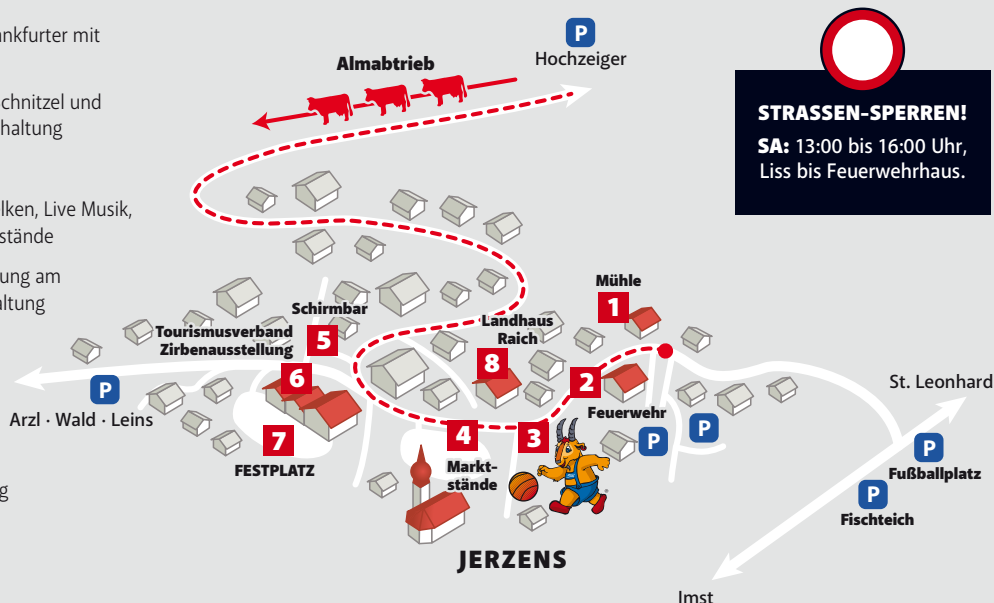 ankfurter mit
chnitzel und
haltung
lken, Live Musik,
stände
ung am
altung
g
P
Hochzeiger
Almabtrieb
STRASSEN-SPERREN!
SA: 13:00 bis 16:00 Uhr,
Liss bis Feuerwehrhaus.
Mühle
1
Schirmbar
5
Tourismusverband
Zirbenausstellung
6
Landhaus
Raich
8
2
Feuerwehr
P
P
P
Arzl · Wald · Leins
7
FESTPLATZ
4
Markt-
stände
3
St. Leonhard
P
Fußballplatz
P
Fischteich
JERZENS
Imst